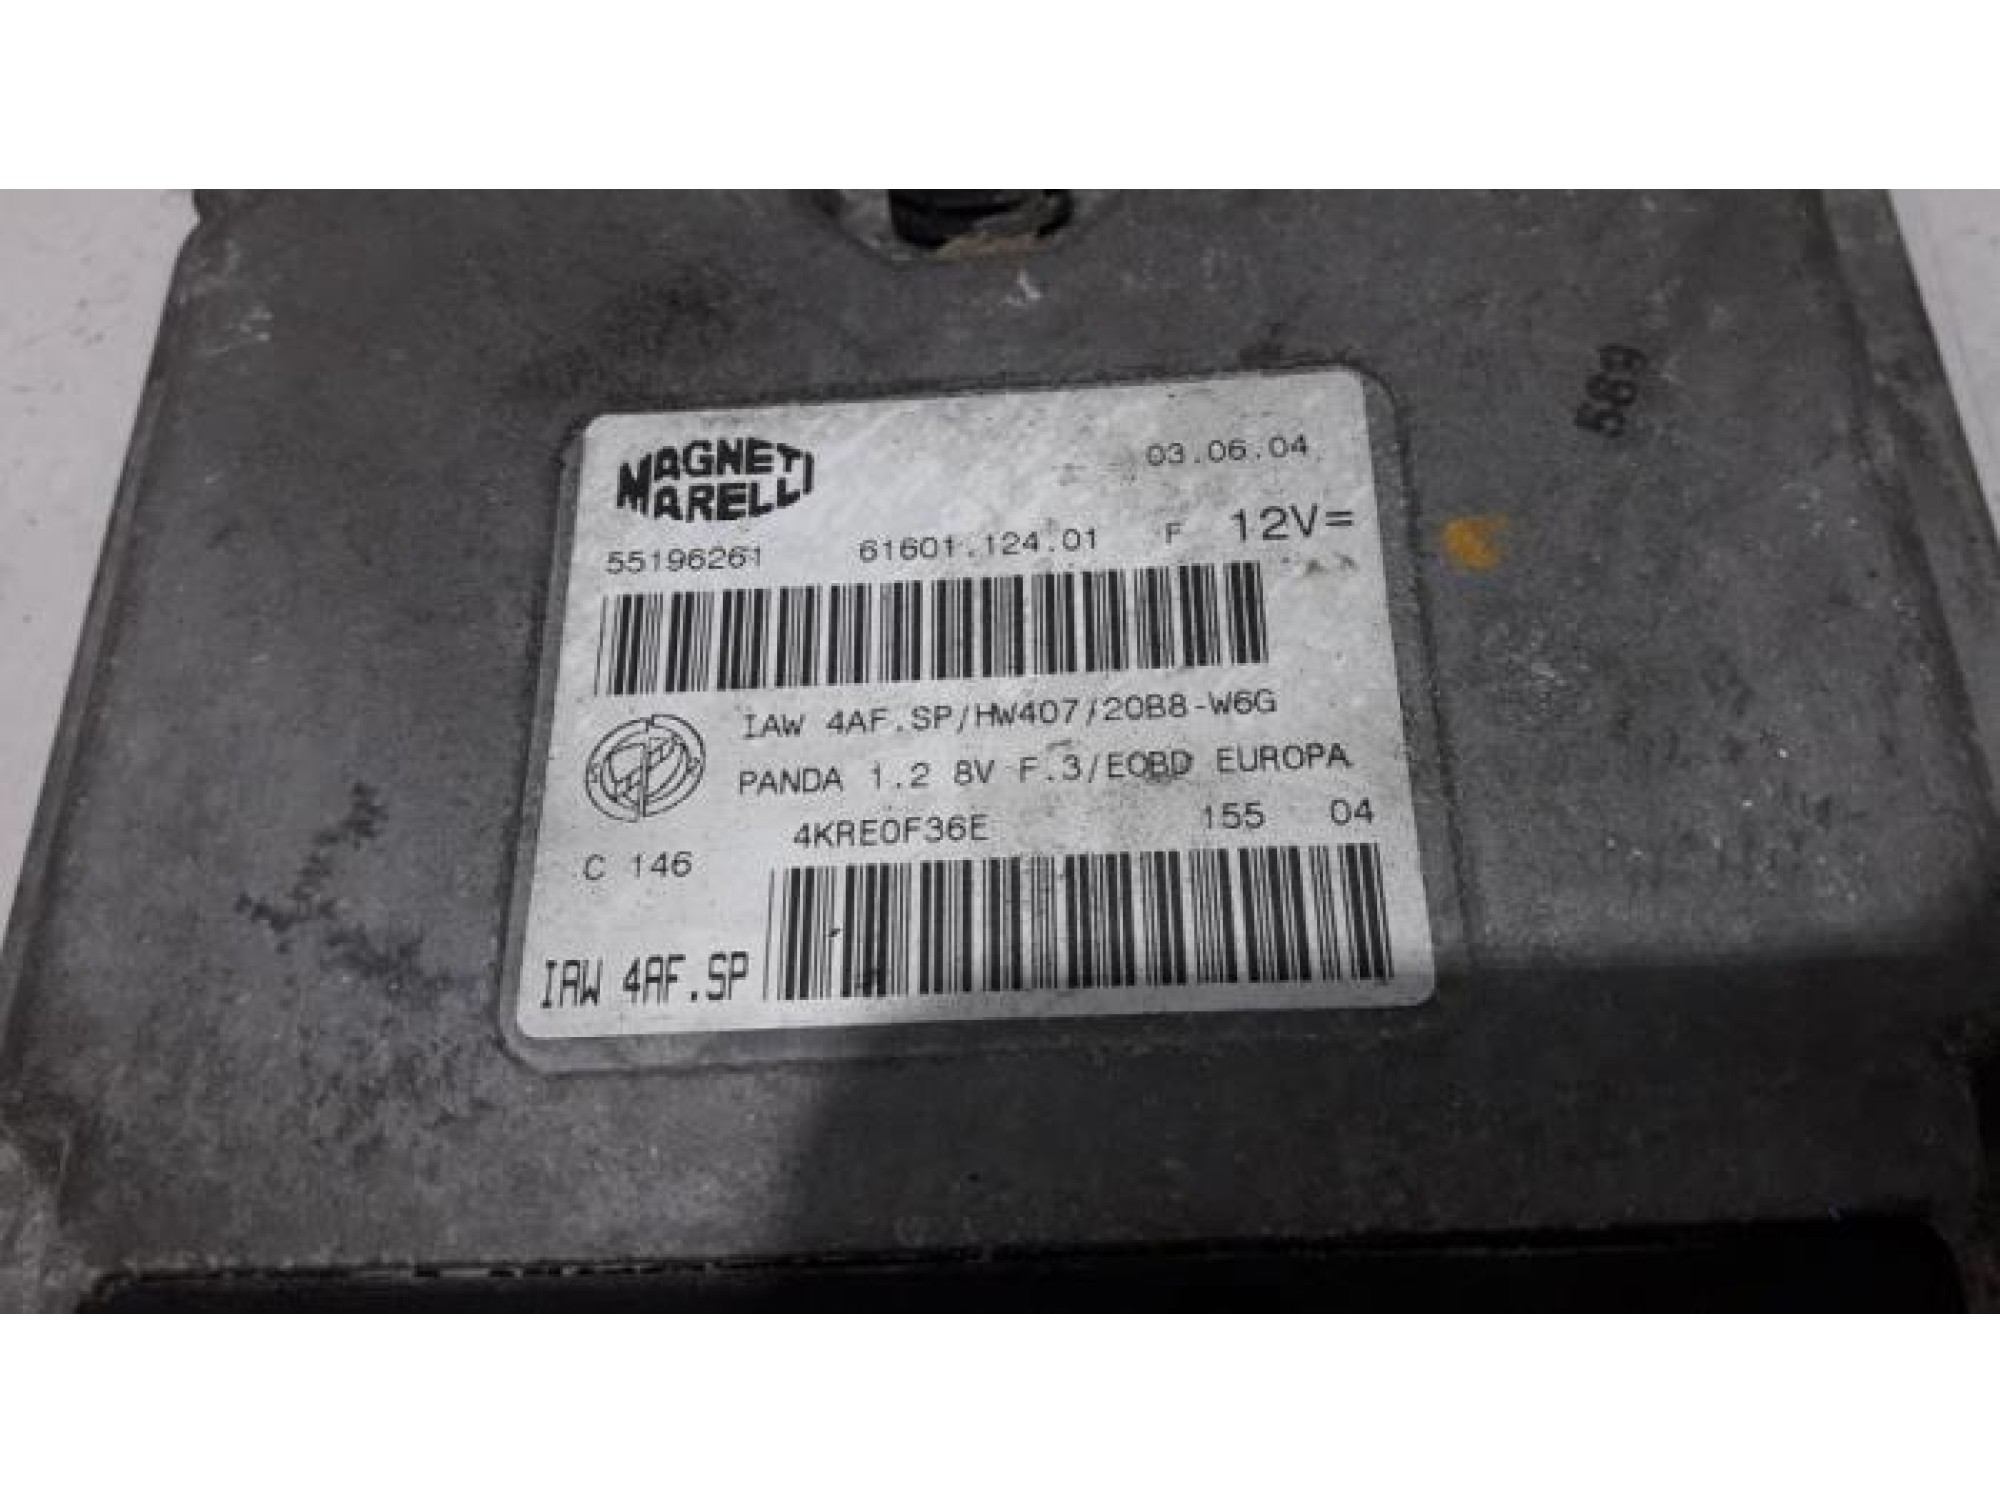 MAGNETI
MARELLI
03.06.04
55196261 61601.124.01 F 12V=
IAW 4AF.SP/HW407/20B8-W6G
PANDA 1.2 8V F.3/EOBD EUROPA
4KRE0F36E 155 04
C 146
IAW 4AF.SP
589